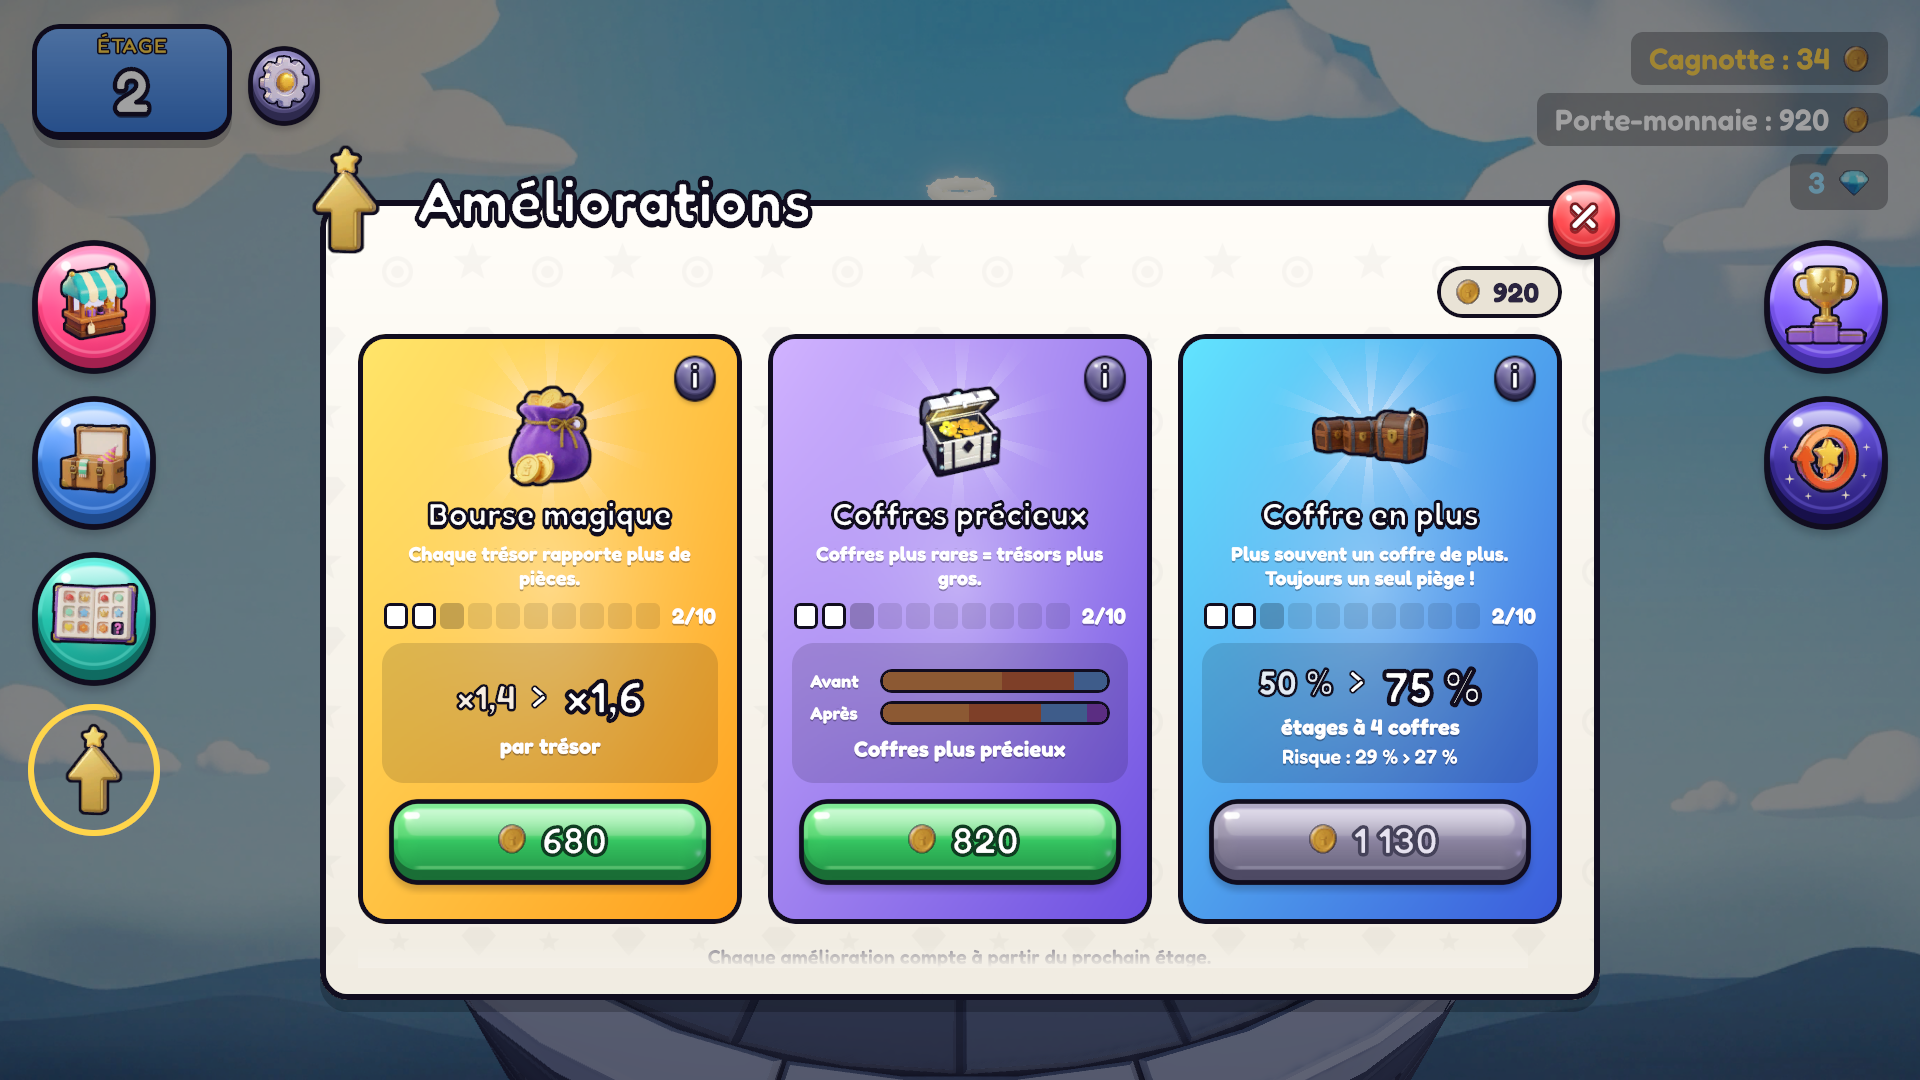 ÉTAGE
2
Cagnotte : 34
Porte-monnaie : 920
3
Améliorations
920
Bourse magique
Chaque trésor rapporte plus de
pièces.
2/10
×1,4 > ×1,6
par trésor
680
Coffres précieux
Coffres plus rares = trésors plus
gros.
2/10
Avant
Après
Coffres plus précieux
820
Coffre en plus
Plus souvent un coffre de plus.
Toujours un seul piège !
2/10
50 % > 75 %
étages à 4 coffres
Risque : 29 % > 27 %
1 130
Chaque amélioration compte à partir du prochain étage.